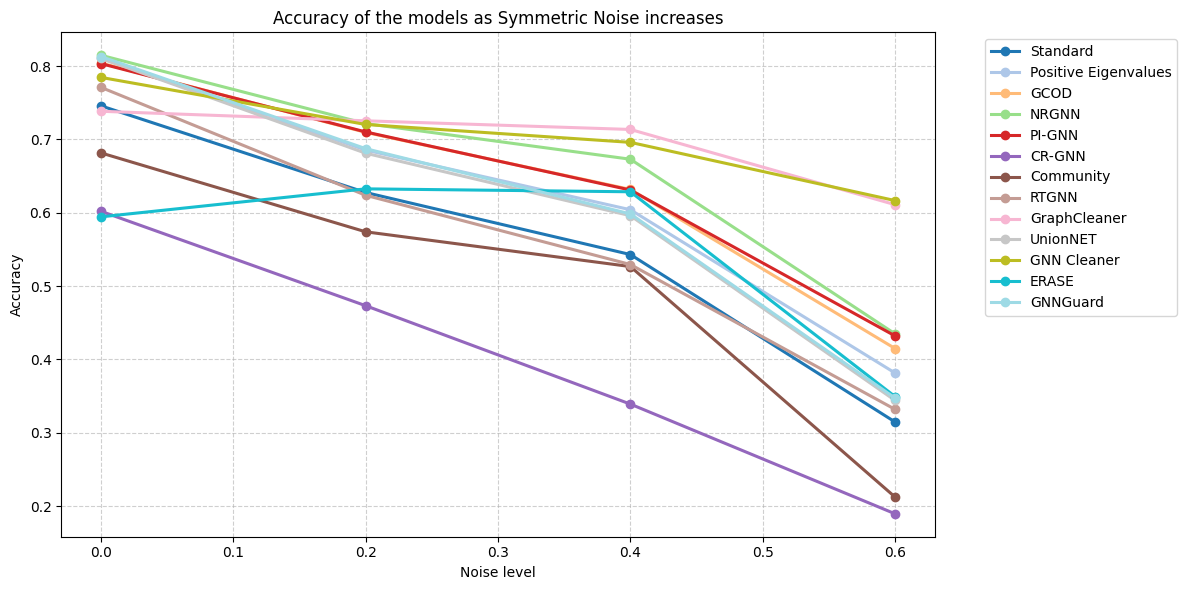 Accuracy of the models as Symmetric Noise increases
Accuracy
0.8
0.7
0.6
0.5
0.4
0.3
0.2
0.0
0.1
0.2
0.3
0.4
0.5
0.6
Noise level
Standard
Positive Eigenvalues
GCOD
NRGNN
PI-GNN
CR-GNN
Community
RTGNN
GraphCleaner
UnionNET
GNN Cleaner
ERASE
GNNGuard